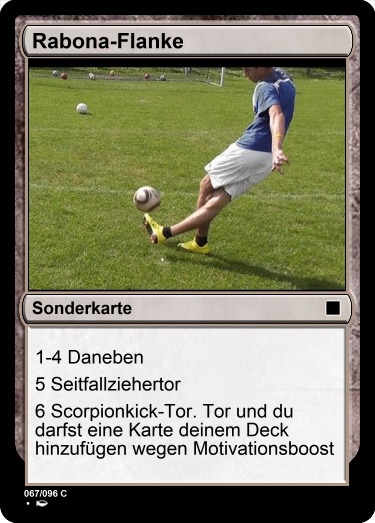 Rabona-Flanke
Sonderkarte
1-4 Daneben
5 Seitfallziehertor
6 Scorpionkick-Tor. Tor und du
darfst eine Karte deinem Deck
hinzufügen wegen Motivationsboost
067/096 C